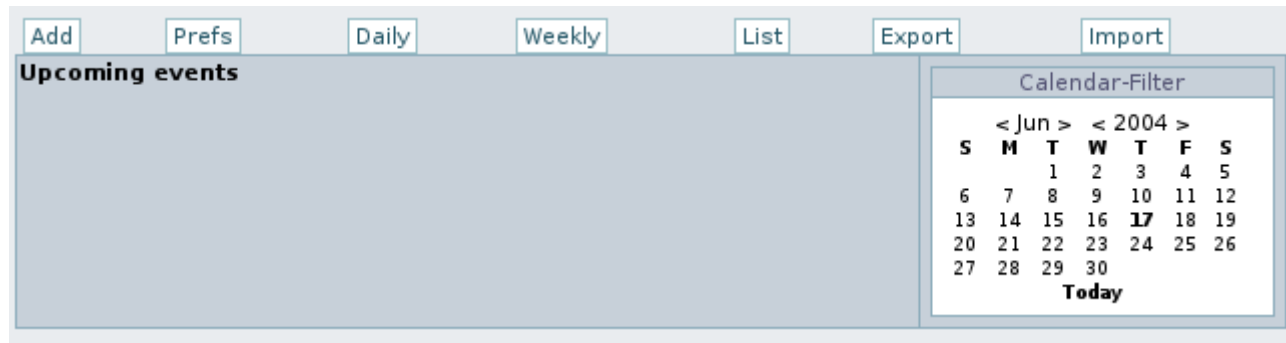 Add Prefs Daily Weekly List Export Import
Upcoming events
Calendar-Filter
< Jun > < 2004 >
S M T W T F S
1 2 3 4 5
6 7 8 9 10 11 12
13 14 15 16 17 18 19
20 21 22 23 24 25 26
27 28 29 30
Today